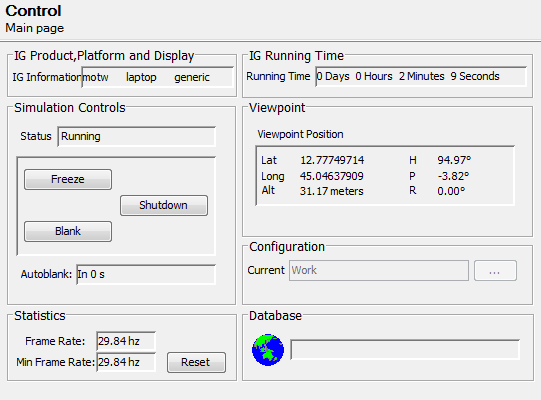 Control
Main page
IG Product,Platform and Display
IG Information motw laptop generic
IG Running Time
Running Time 0 Days 0 Hours 2 Minutes 9 Seconds
Simulation Controls
Status Running
Freeze
Shutdown
Blank
Autoblank: In 0 s
Viewpoint
Viewpoint Position
Lat 12.77749714 H 94.97°
Long 45.04637909 P -3.82°
Alt 31.17 meters R 0.00°
Configuration
Current Work ...
Statistics
Frame Rate: 29.84 hz
Min Frame Rate: 29.84 hz Reset
Database